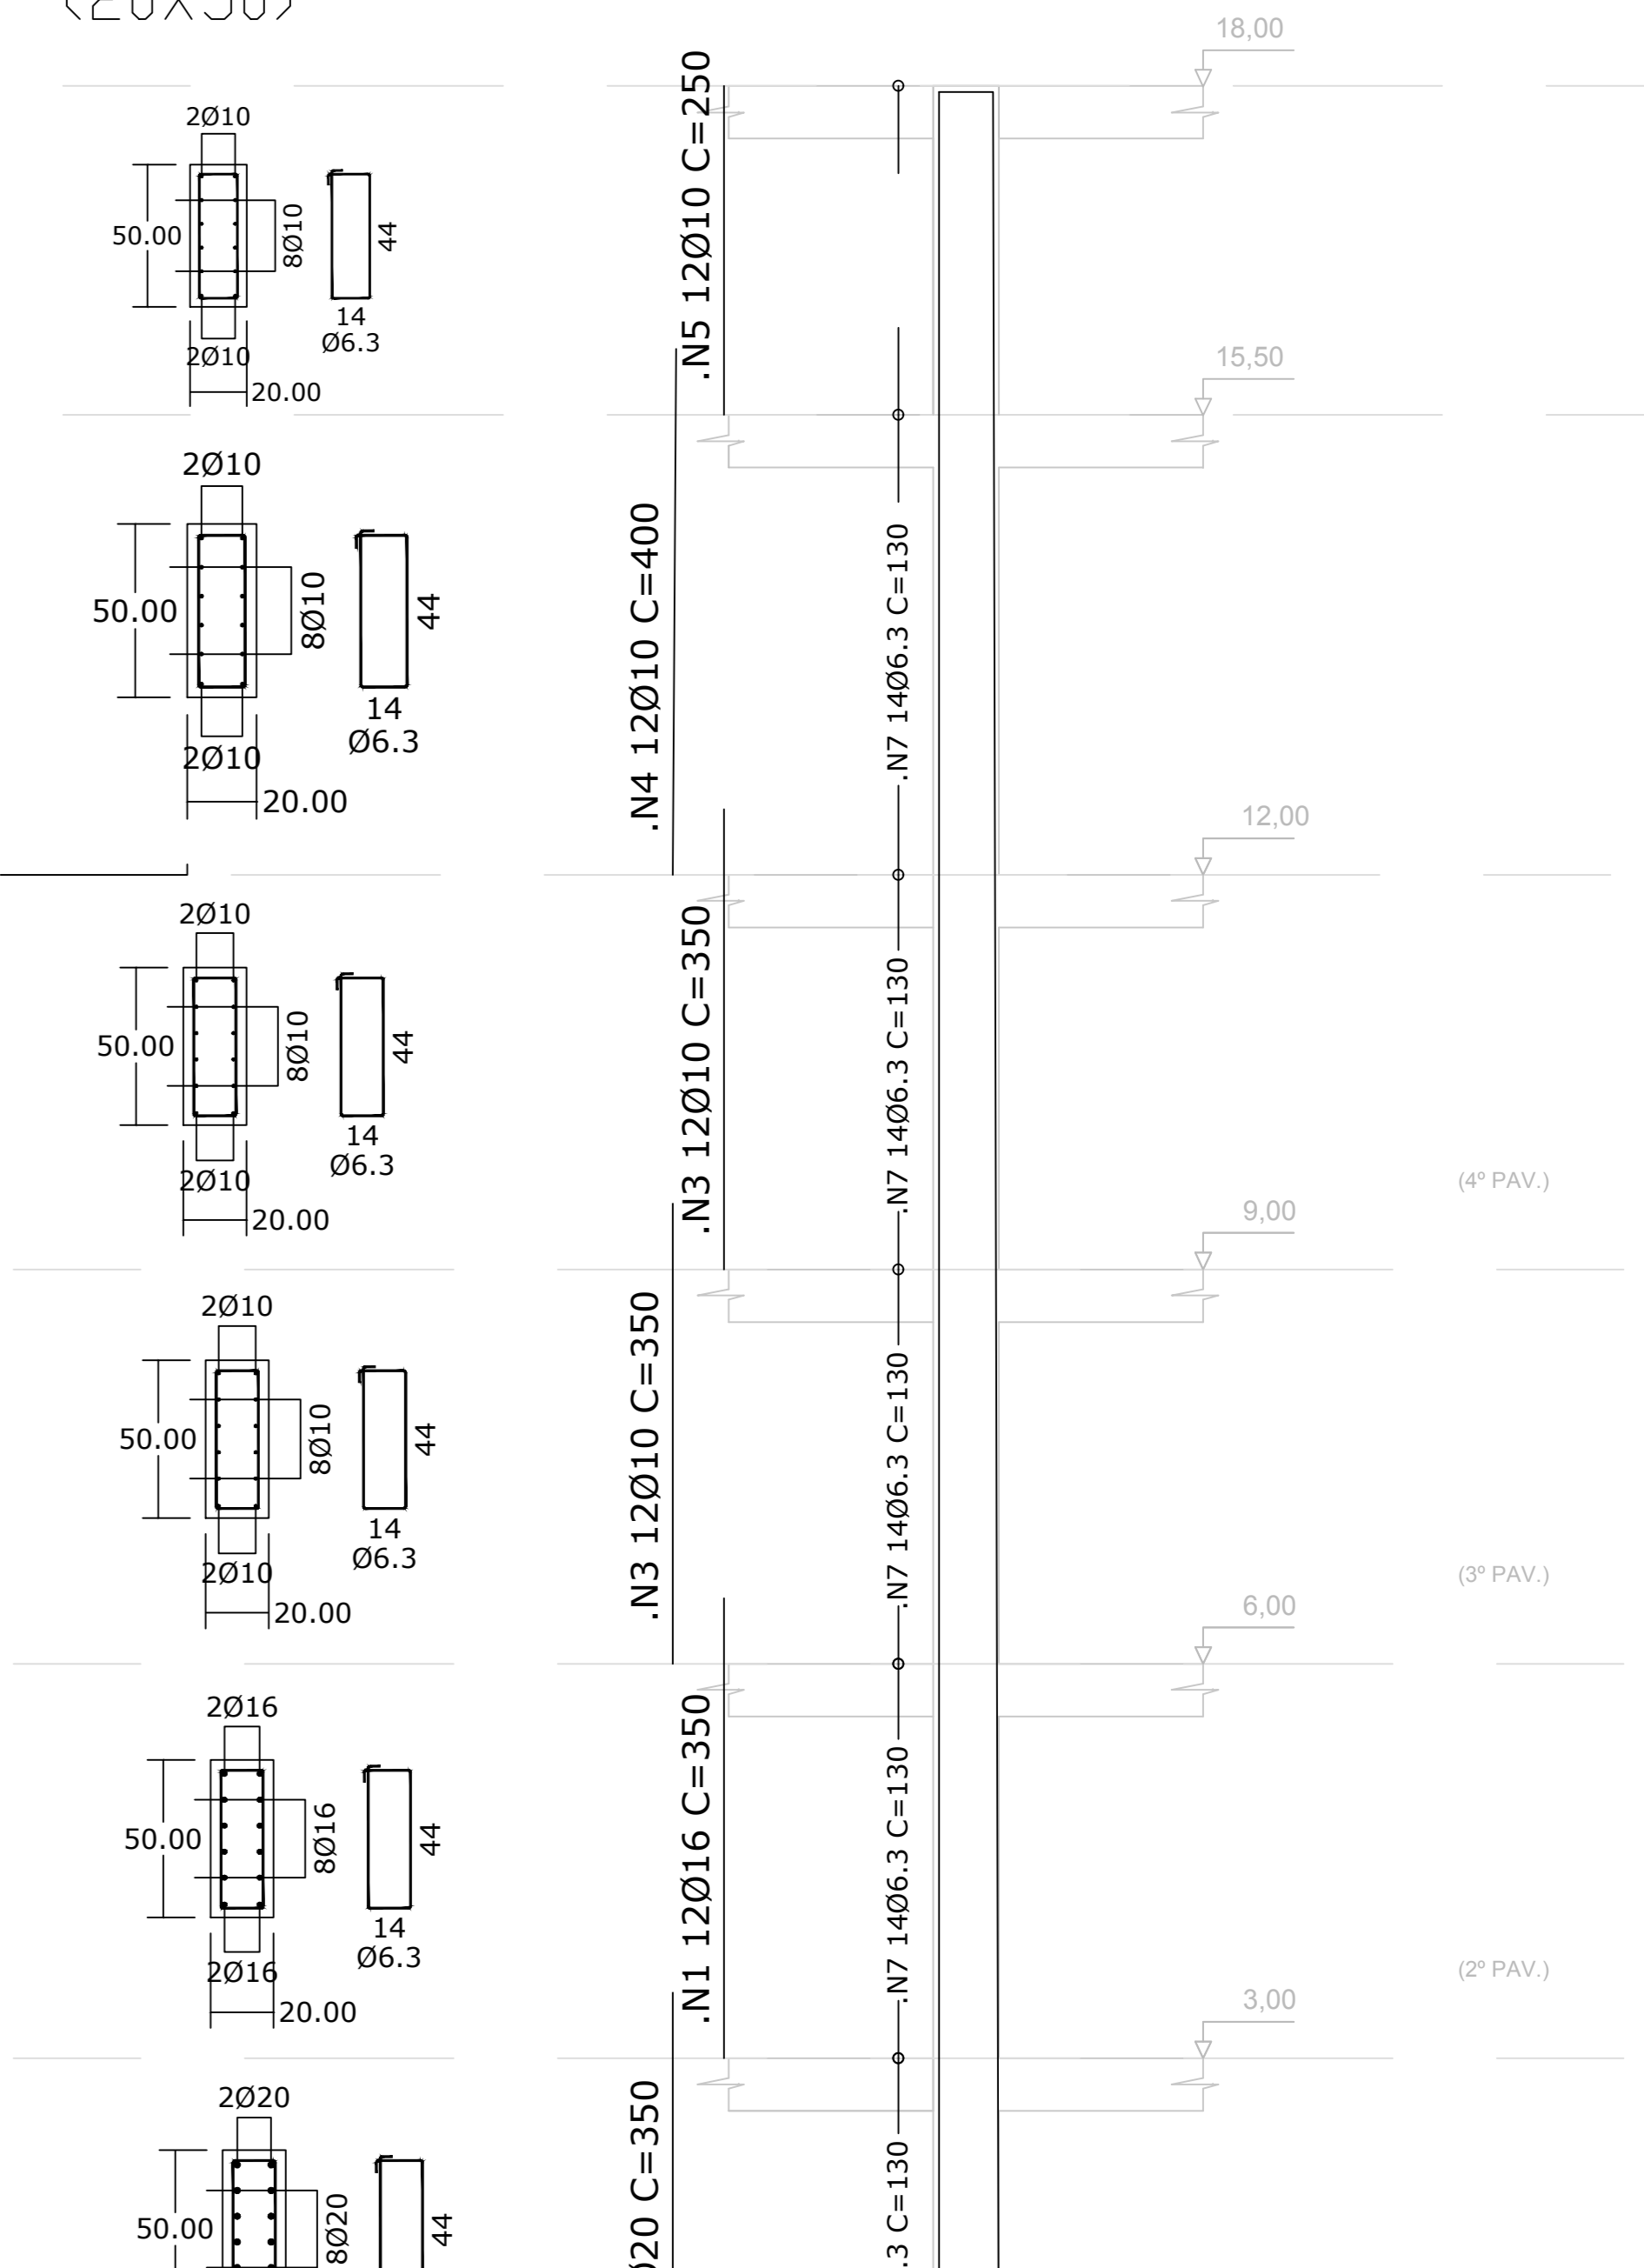 18,00
2Ø10
50.00
8Ø10
44
14
Ø6.3
2Ø10
20.00
.N5 12Ø10 C=250
15,50
2Ø10
50.00
8Ø10
44
14
Ø6.3
2Ø10
20.00
.N4 12Ø10 C=400
.N7 14Ø6.3 C=130
12,00
2Ø10
50.00
8Ø10
44
14
Ø6.3
2Ø10
20.00
.N3 12Ø10 C=350
.N7 14Ø6.3 C=130
(4º PAV.)
9,00
2Ø10
50.00
8Ø10
44
14
Ø6.3
2Ø10
20.00
.N3 12Ø10 C=350
.N7 14Ø6.3 C=130
(3º PAV.)
6,00
2Ø16
50.00
8Ø16
44
14
Ø6.3
2Ø16
20.00
.N1 12Ø16 C=350
.N7 14Ø6.3 C=130
(2º PAV.)
3,00
2Ø20
50.00
8Ø20
44
Ø20 C=350
.3 C=130